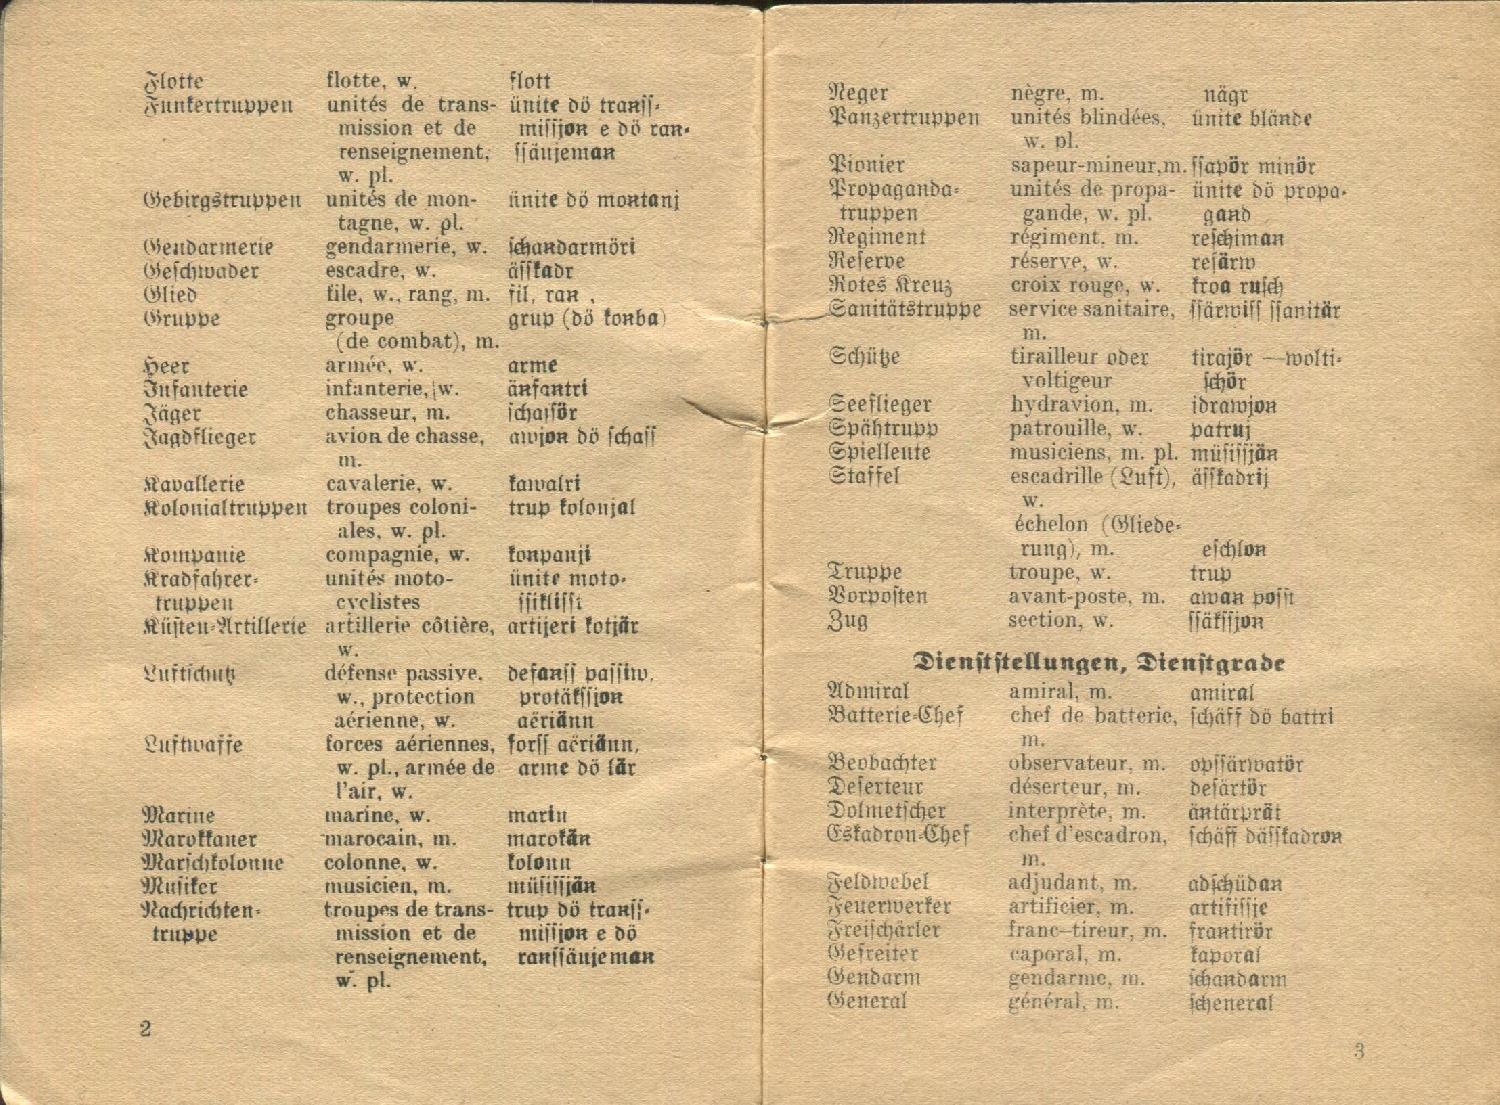 Flotte flotte, w. flott
Funkertruppen unités de trans- ünite dö transs-
mission et de mission e dö ran-
renseignement, ssänjeman
w. pl.
Gebirgstruppen unités de mon- ünite dö montanj
tagne, w. pl.
Gendarmerie gendarmerie, w. schandarmöri
Geschwader escadre, w. ässkadr
Glied file, w., rang, m. fil, ran
Gruppe groupe grup (dö konba)
(de combat), m.
Heer armée, w. arme
Infanterie infanterie, w. änfantri
Jäger chasseur, m. schassör
Jagdflieger avion de chasse, awjon dö schass
m.
Kavallerie cavalerie, w. kawalri
Kolonialtruppen troupes coloni- trup kolonjal
ales, w. pl.
Kompanie compagnie, w. konpanji
Kradfahrer- unités moto- ünite moto-
truppen cyclistes ssiklisst
Küsten-Artillerie artillerie côtière, artijeri kotjär
w.
Luftschutz défense passive, defanss passiw,
w., protection protäkssjon
aérienne, w. aëriänn
Luftwaffe forces aériennes, forss aëriänn,
w. pl., armée de arme dö lär
l'air, w.
Marine marine, w. marin
Marokkaner marocain, m. marokän
Marschkolonne colonne, w. kolonn
Musiker musicien, m. müsissjän
Nachrichten- troupes de trans- trup dö transs-
truppe mission et de missjon e dö
renseignement, ranssänjeman
w. pl.
2
Neger nègre, m. nägr
Panzertruppen unités blindées, ünite blände
w. pl.
Pionier sapeur-mineur, m. ssapör minör
Propaganda- unités de propa- ünite dö propa-
truppen gande, w. pl. gand
Regiment régiment, m. reschiman
Reserve réserve, w. resärw
Rotes Kreuz croix rouge, w. kroa rusch
Sanitätstruppe service sanitaire, ssärwiss ssanitär
m.
Schütze tirailleur oder tirajör — wolti-
voltigeur schör
Seeflieger hydravion, m. idrawjon
Spähtrupp patrouille, w. patruj
Spielleute musiciens, m. pl. müsissjän
Staffel escadrille (Luft), ässkadrij
w.
échelon (Gliede-
rung), m. eschlon
Truppe troupe, w. trup
Vorposten avant-poste, m. awan posst
Zug section, w. ssäkssjon
Dienststellungen, Dienstgrade
Admiral amiral, m. amiral
Batterie-Chef chef de batterie, schäff dö battri
m.
Beobachter observateur, m. opssärwatör
Deserteur déserteur, m. desärtör
Dolmetscher interprète, m. äntärprät
Eskadron-Chef chef d'escadron, schäff dässkadron
m.
Feldwebel adjudant, m. adschüdan
Feuerwerker artificier, m. artifissje
Freischärler franc-tireur, m. frantirör
Gefreiter caporal, m. kaporal
Gendarm gendarme, m. schandarm
General général, m. scheneral
3